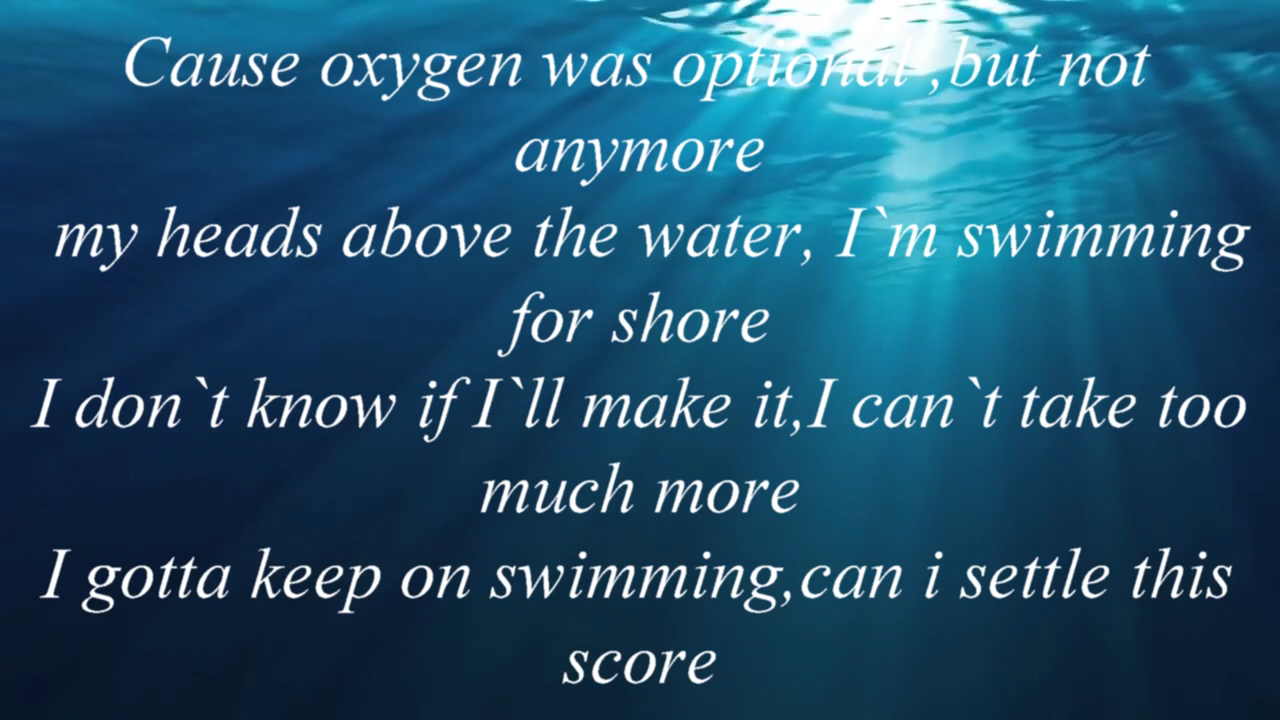 Cause oxygen was optional ,but not
anymore
my heads above the water, I`m swimming
for shore
I don`t know if I`ll make it,I can`t take too
much more
I gotta keep on swimming,can i settle this
score